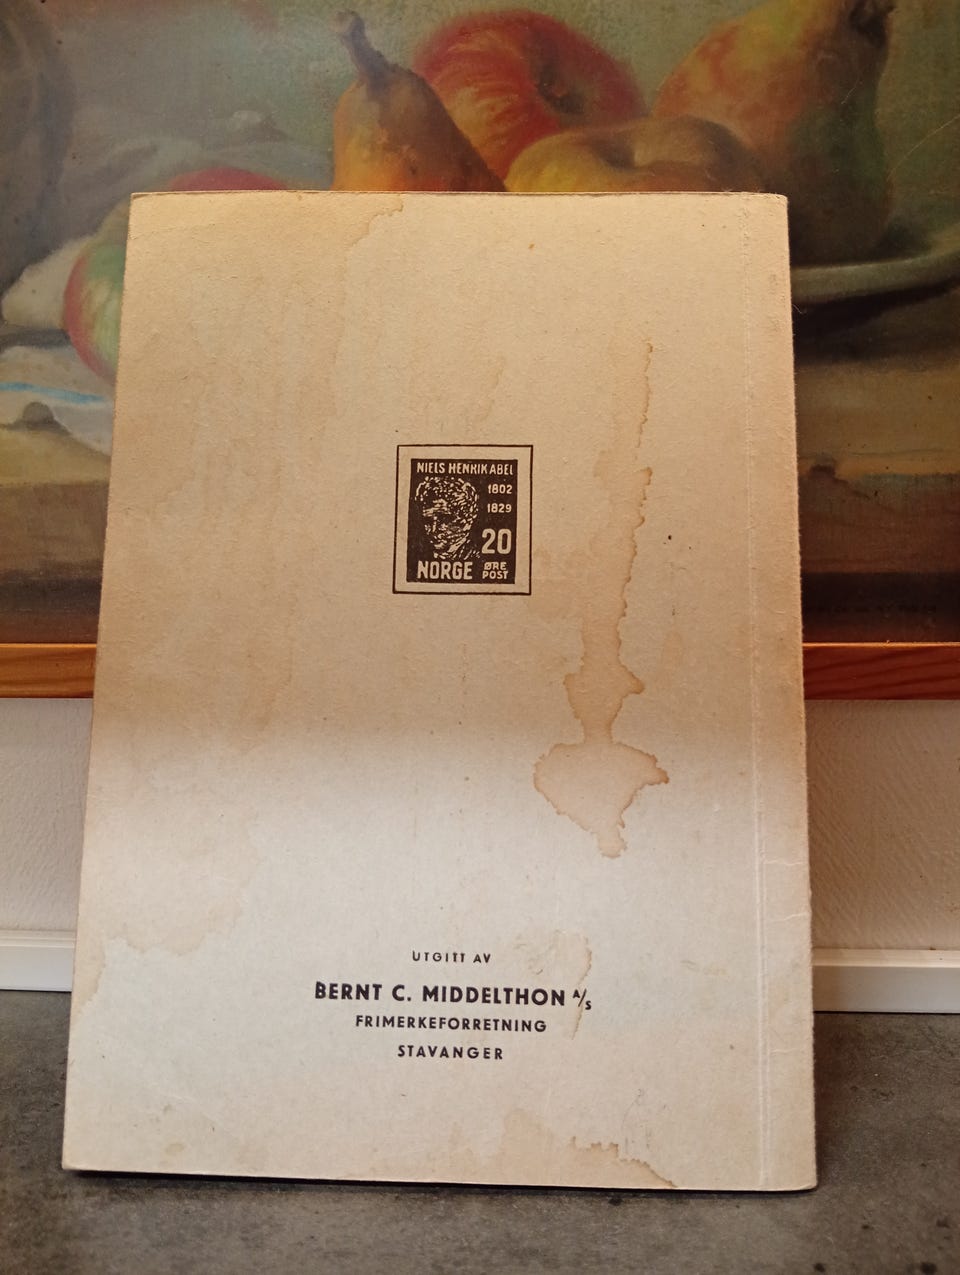 NIELS HENRIK ABEL
1802
1829
20
NORGE
ØRE
POST
UTGITT AV
BERNT C. MIDDELTHON A/S
FRIMERKEFORRETNING
STAVANGER